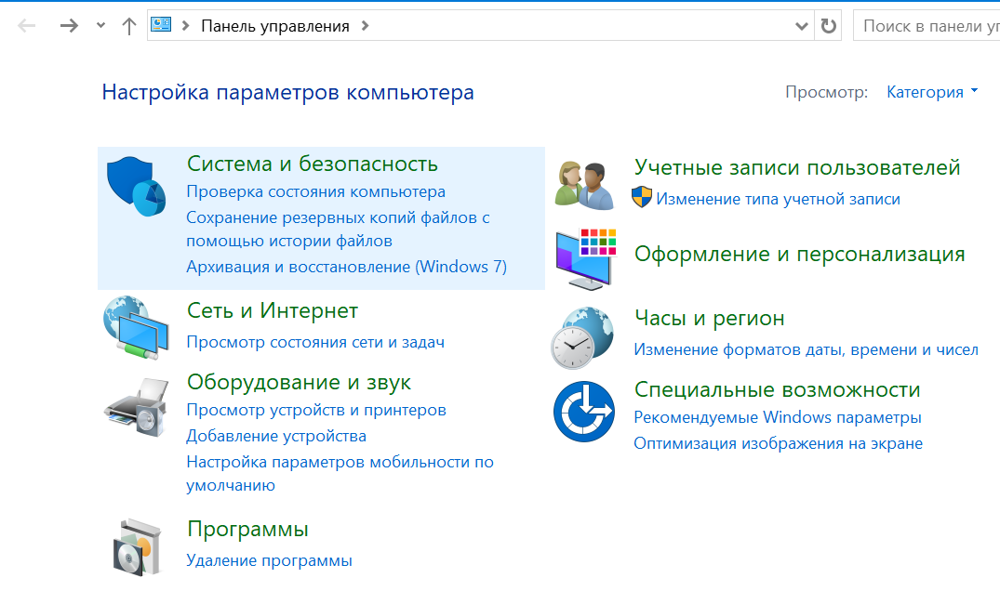 Панель управления
Поиск в панели
Настройка параметров компьютера
Просмотр: Категория
Система и безопасность
Проверка состояния компьютера
Сохранение резервных копий файлов с
помощью истории файлов
Архивация и восстановление (Windows 7)
Сеть и Интернет
Просмотр состояния сети и задач
Оборудование и звук
Просмотр устройств и принтеров
Добавление устройства
Настройка параметров мобильности по
умолчанию
Программы
Удаление программы
Учетные записи пользователей
Изменение типа учетной записи
Оформление и персонализация
Часы и регион
Изменение форматов даты, времени и чисел
Специальные возможности
Рекомендуемые Windows параметры
Оптимизация изображения на экране